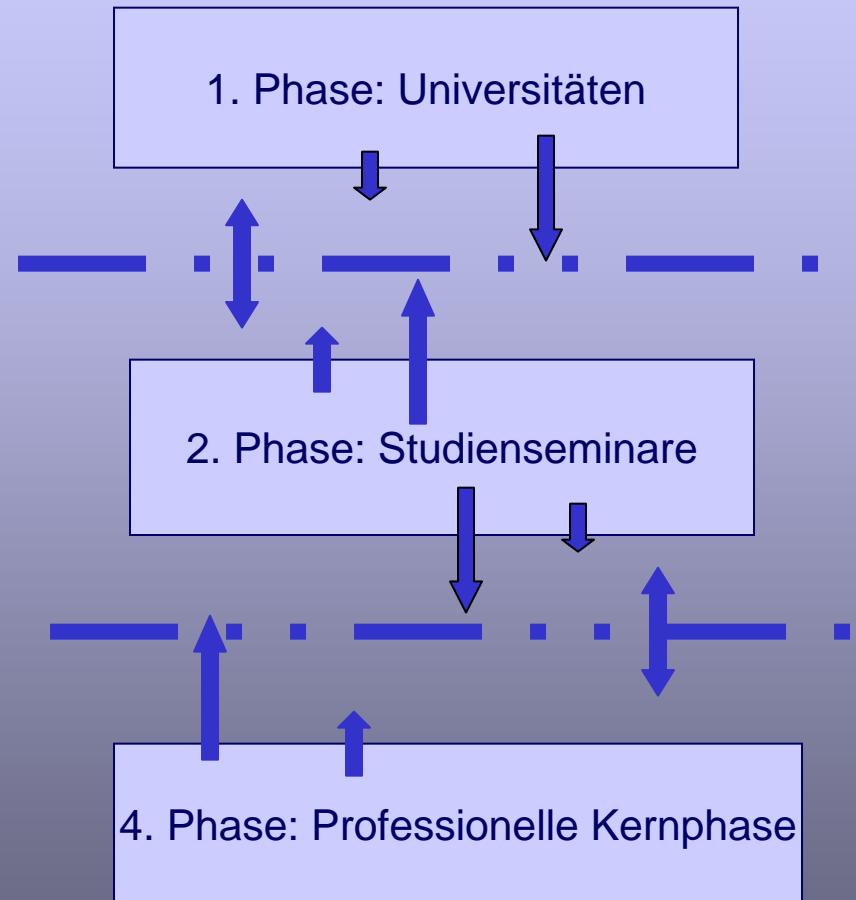 1. Phase: Universitäten
2. Phase: Studienseminare
4. Phase: Professionelle Kernphase